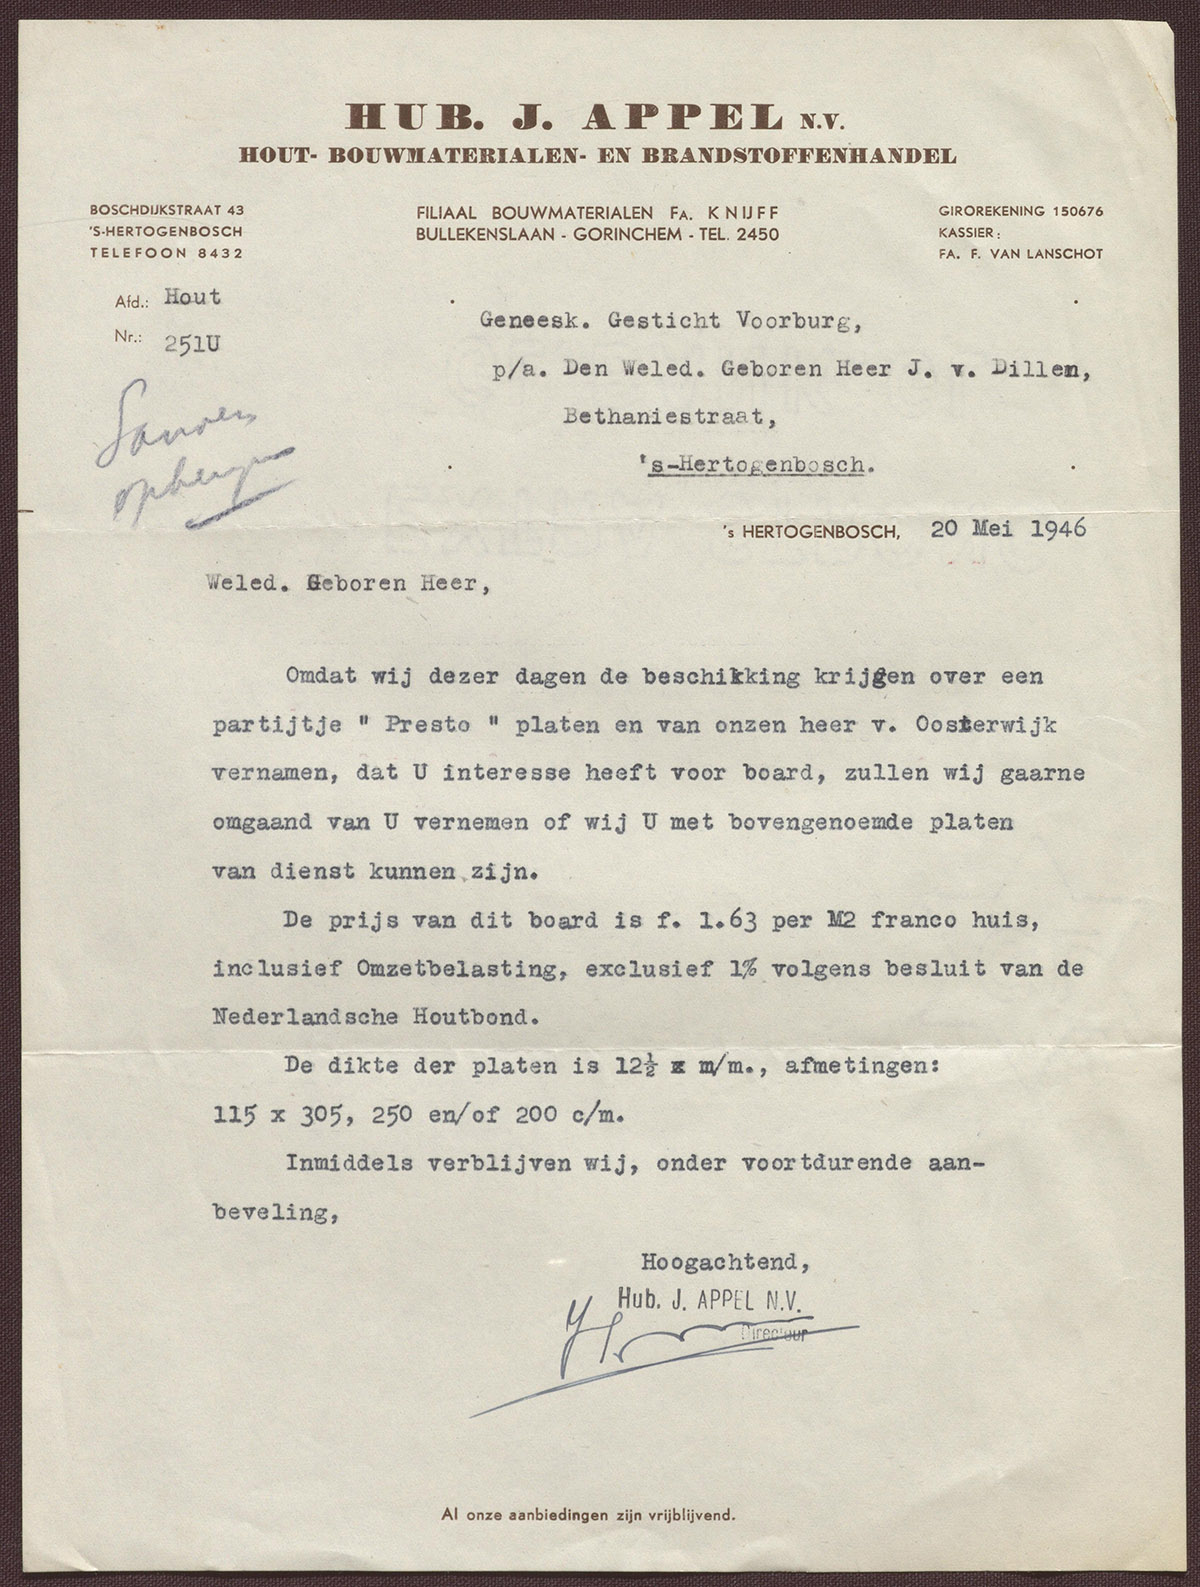 HUB. J. APPEL N.V.
HOUT- BOUWMATERIALEN- EN BRANDSTOFFENHANDEL
BOSCHDIJKSTRAAT 43
'S-HERTOGENBOSCH
TELEFOON 8432
FILIAAL BOUWMATERIALEN FA. KNIJFF
BULLEKENSLAAN - GORINCHEM - TEL. 2450
GIROREKENING 150676
KASSIER:
FA. F. VAN LANSCHOT
Afd.: Hout
Nr.: 251U
opbergen
Geneesk. Gesticht Voorburg,
p/a. Den Weled. Geboren Heer J. v. Dillen,
Bethaniestraat,
's-Hertogenbosch.
's HERTOGENBOSCH, 20 Mei 1946
Weled. Geboren Heer,
Omdat wij dezer dagen de beschikking krijgen over een
partijtje " Presto " platen en van onzen heer v. Oosterwijk
vernamen, dat U interesse heeft voor board, zullen wij gaarne
omgaand van U vernemen of wij U met bovengenoemde platen
van dienst kunnen zijn.
De prijs van dit board is f. 1.63 per M2 franco huis,
inclusief Omzetbelasting, exclusief 1% volgens besluit van de
Nederlandsche Houtbond.
De dikte der platen is 12½ x m/m., afmetingen:
115 x 305, 250 en/of 200 c/m.
Inmiddels verblijven wij, onder voortdurende aan-
beveling,
Hoogachtend,
Hub. J. APPEL N.V.
Directeur
Al onze aanbiedingen zijn vrijblijvend.